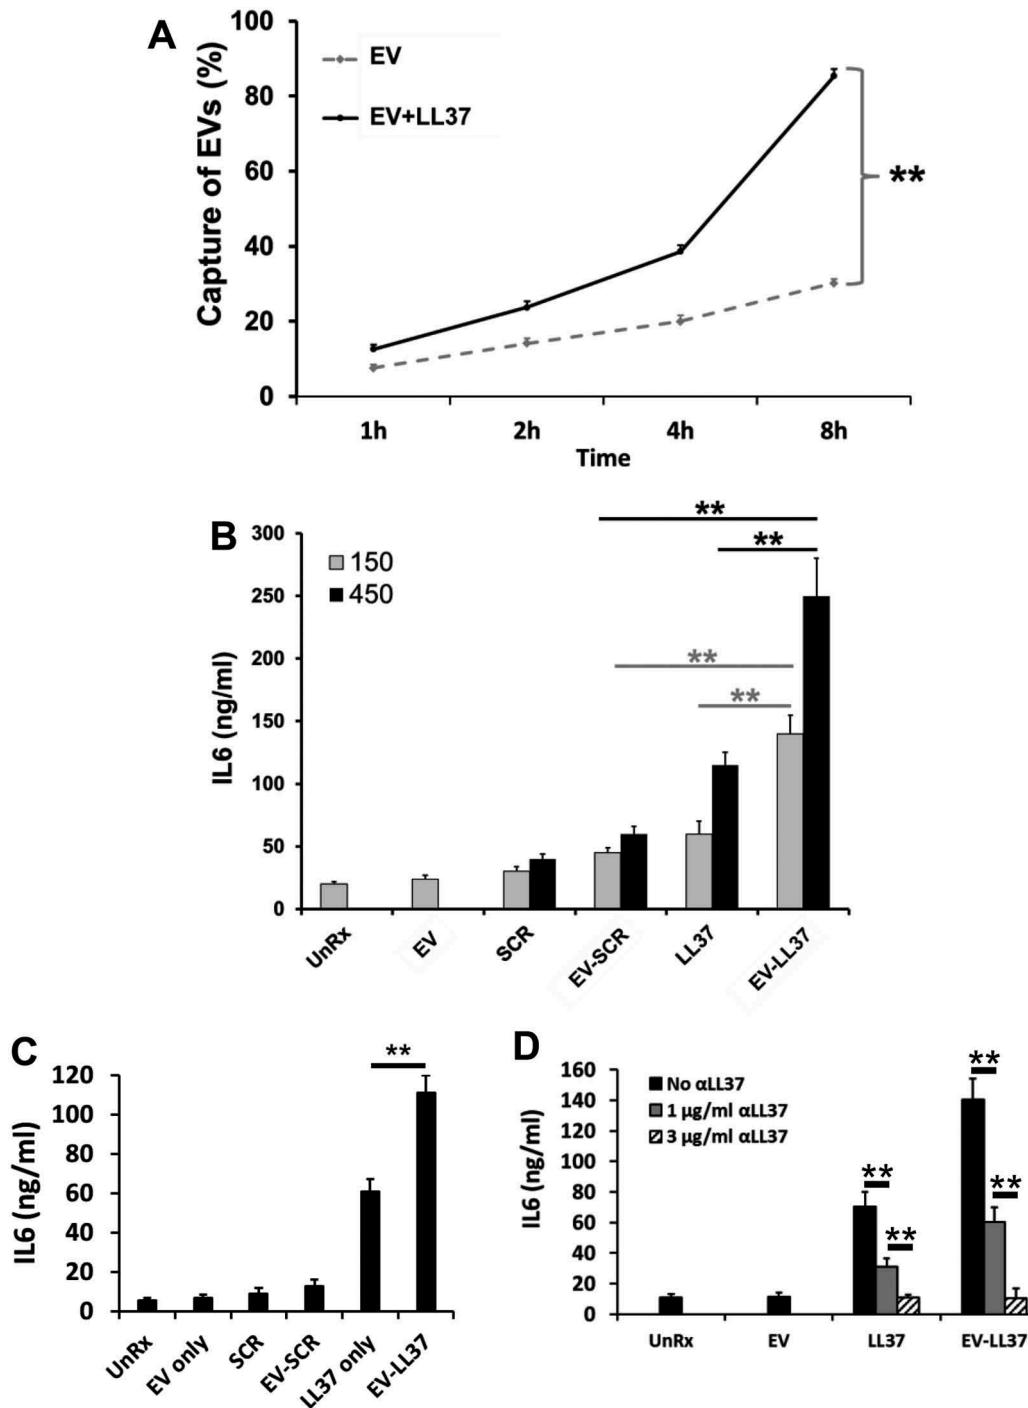 A
Capture of EVs (%)
100
80
60
40
20
0
EV
EV+LL37
**
1h 2h 4h 8h
Time
B
IL6 (ng/ml)
300
250
200
150
100
50
0
150
450
**
**
**
**
UnRx EV SCR EV-SCR LL37 EV-LL37
C
IL6 (ng/ml)
120
100
80
60
40
20
0
**
UnRx EV only SCR EV-SCR LL37 only EV-LL37
D
IL6 (ng/ml)
160
140
120
100
80
60
40
20
0
No αLL37
1 µg/ml αLL37
3 µg/ml αLL37
**
**
**
**
UnRx EV LL37 EV-LL37